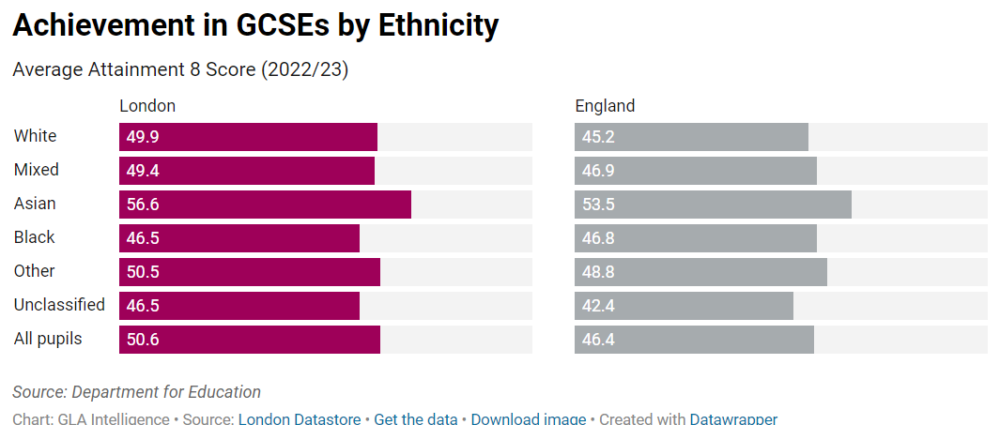 Achievement in GCSEs by Ethnicity
Average Attainment 8 Score (2022/23)
London England
White 49.9 45.2
Mixed 49.4 46.9
Asian 56.6 53.5
Black 46.5 46.8
Other 50.5 48.8
Unclassified 46.5 42.4
All pupils 50.6 46.4
Source: Department for Education
Chart: GLA Intelligence • Source: London Datastore • Get the data • Download image • Created with Datawrapper